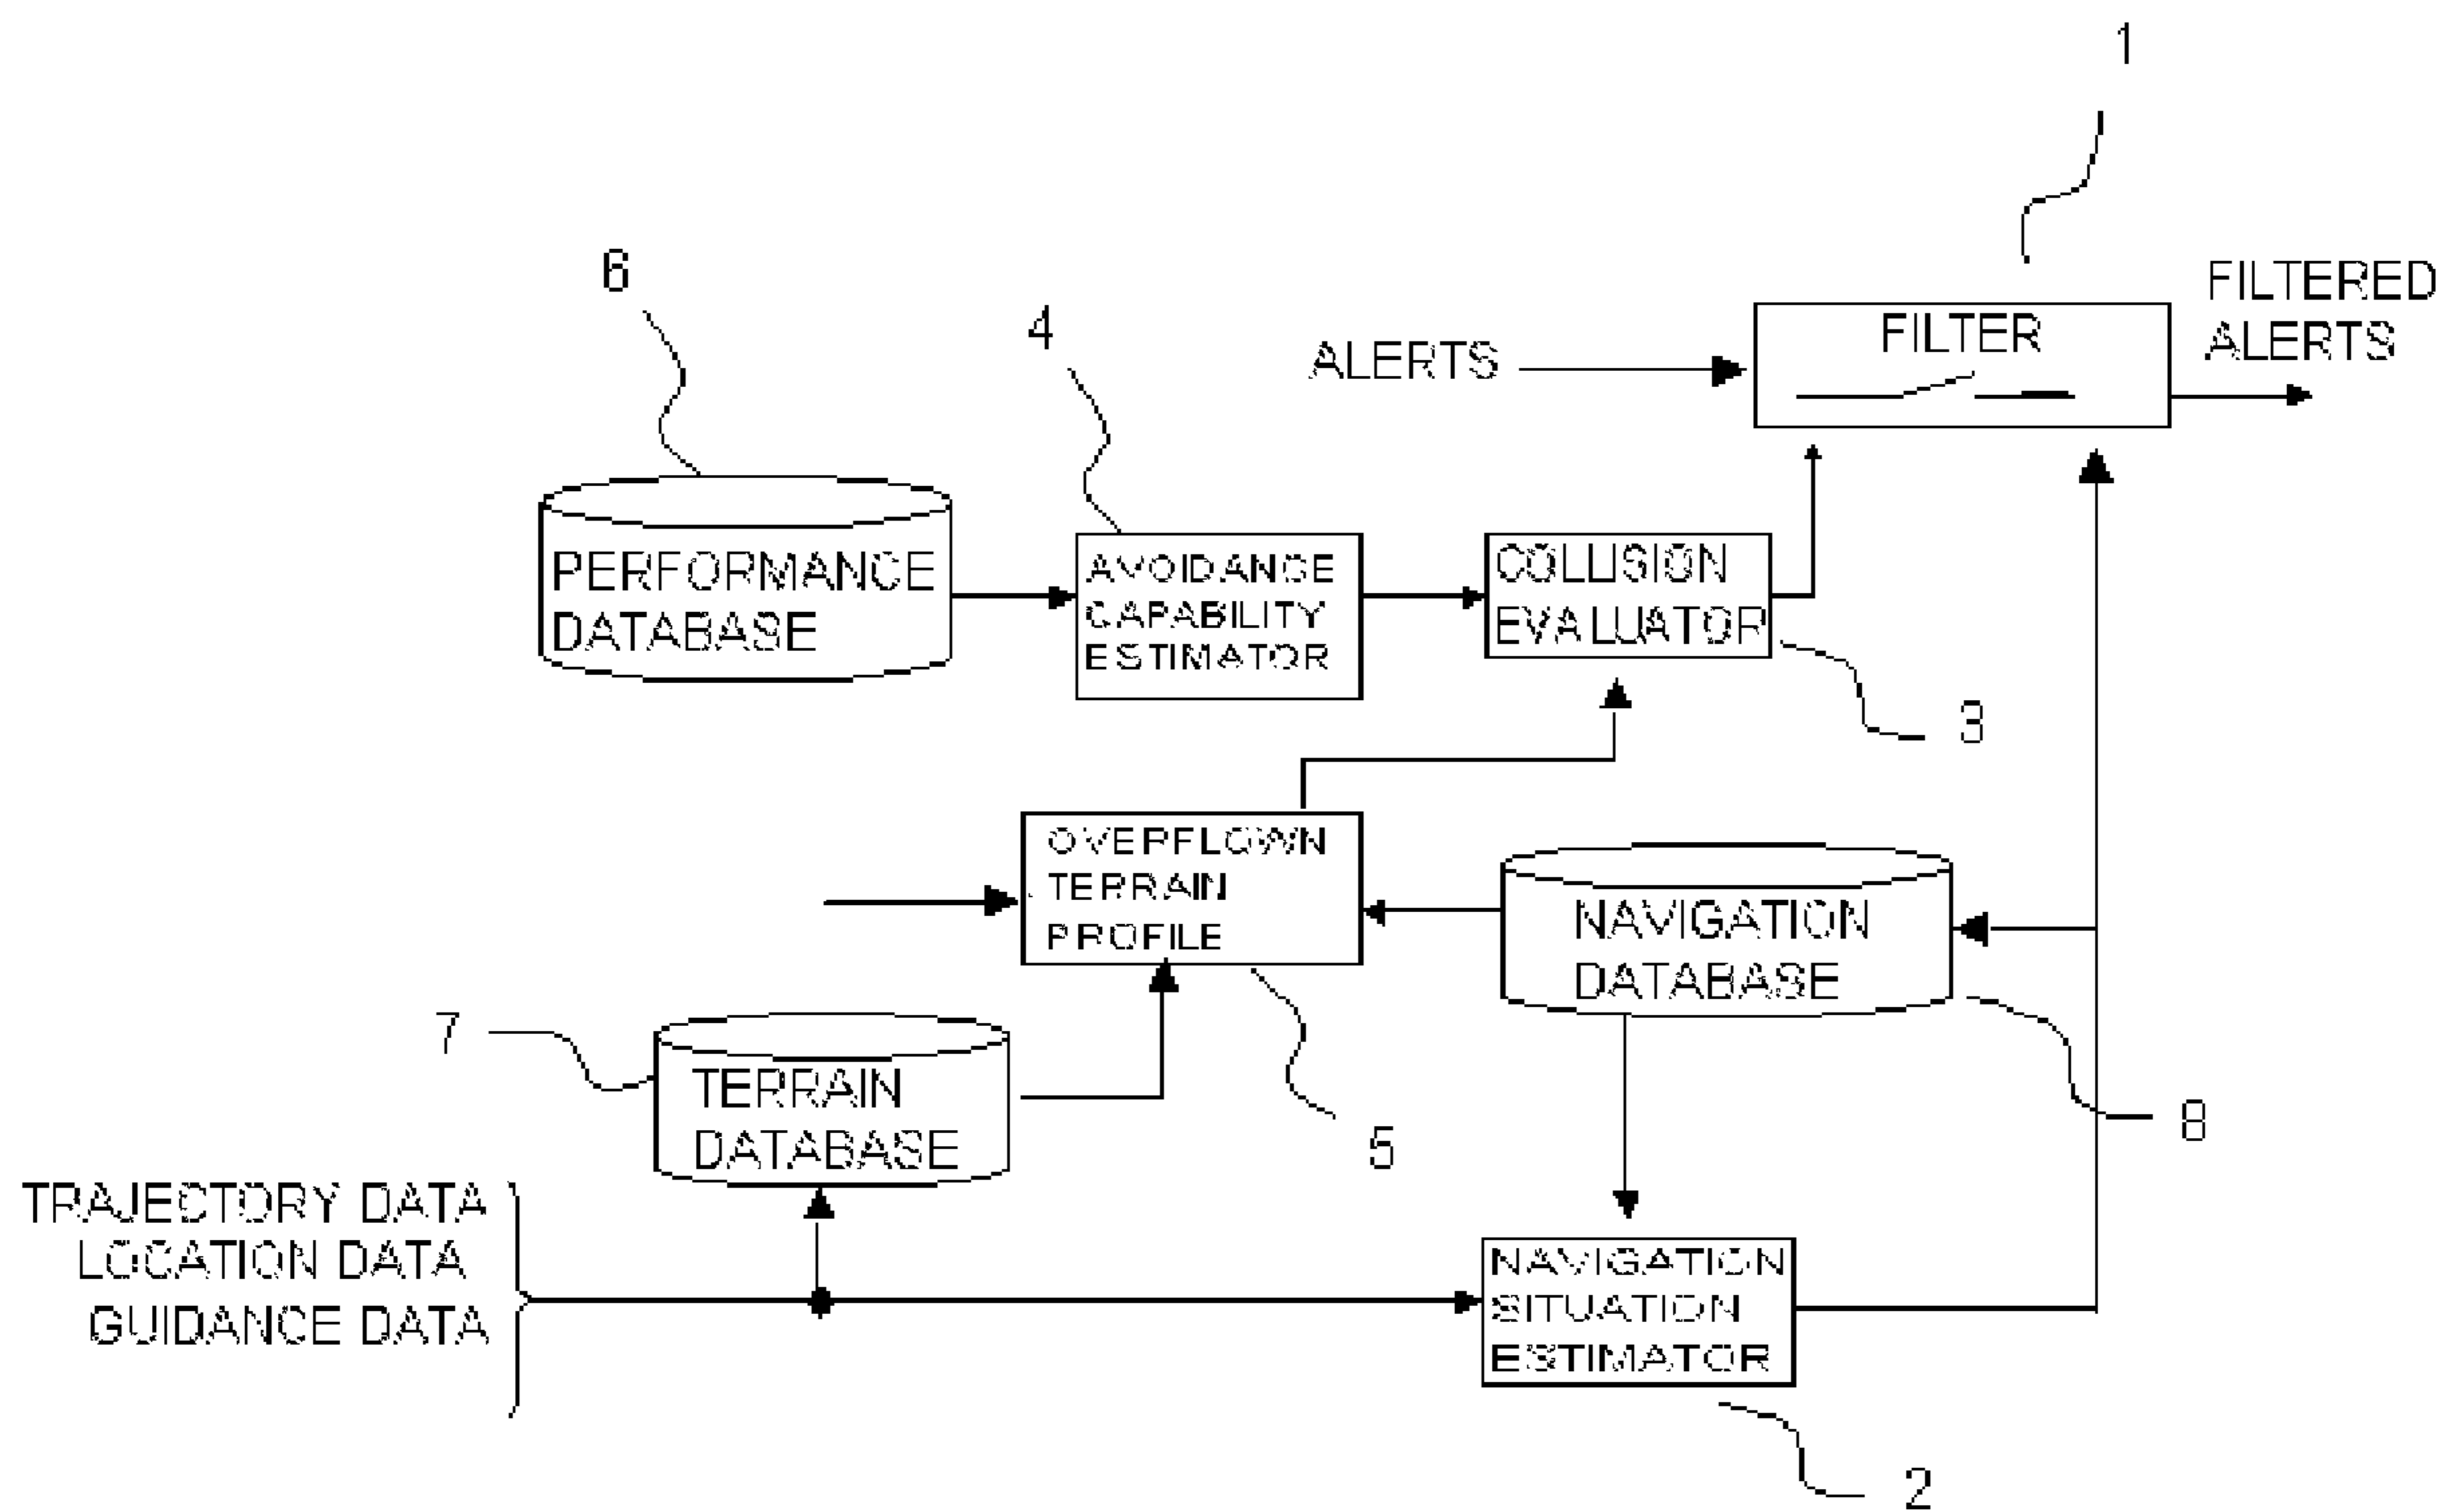 1
6
4
FILTERED
ALERTS
FILTER
ALERTS
PERFORMANCE
DATABASE
AVOIDANCE
CAPABILITY
ESTIMATOR
COLLISION
EVALUATOR
3
OVERFLOWN
TERRAIN
PROFILE
NAVIGATION
DATABASE
7
TERRAIN
DATABASE
5
8
TRAJECTORY DATA
LOCATION DATA
GUIDANCE DATA
NAVIGATION
SITUATION
ESTIMATOR
2